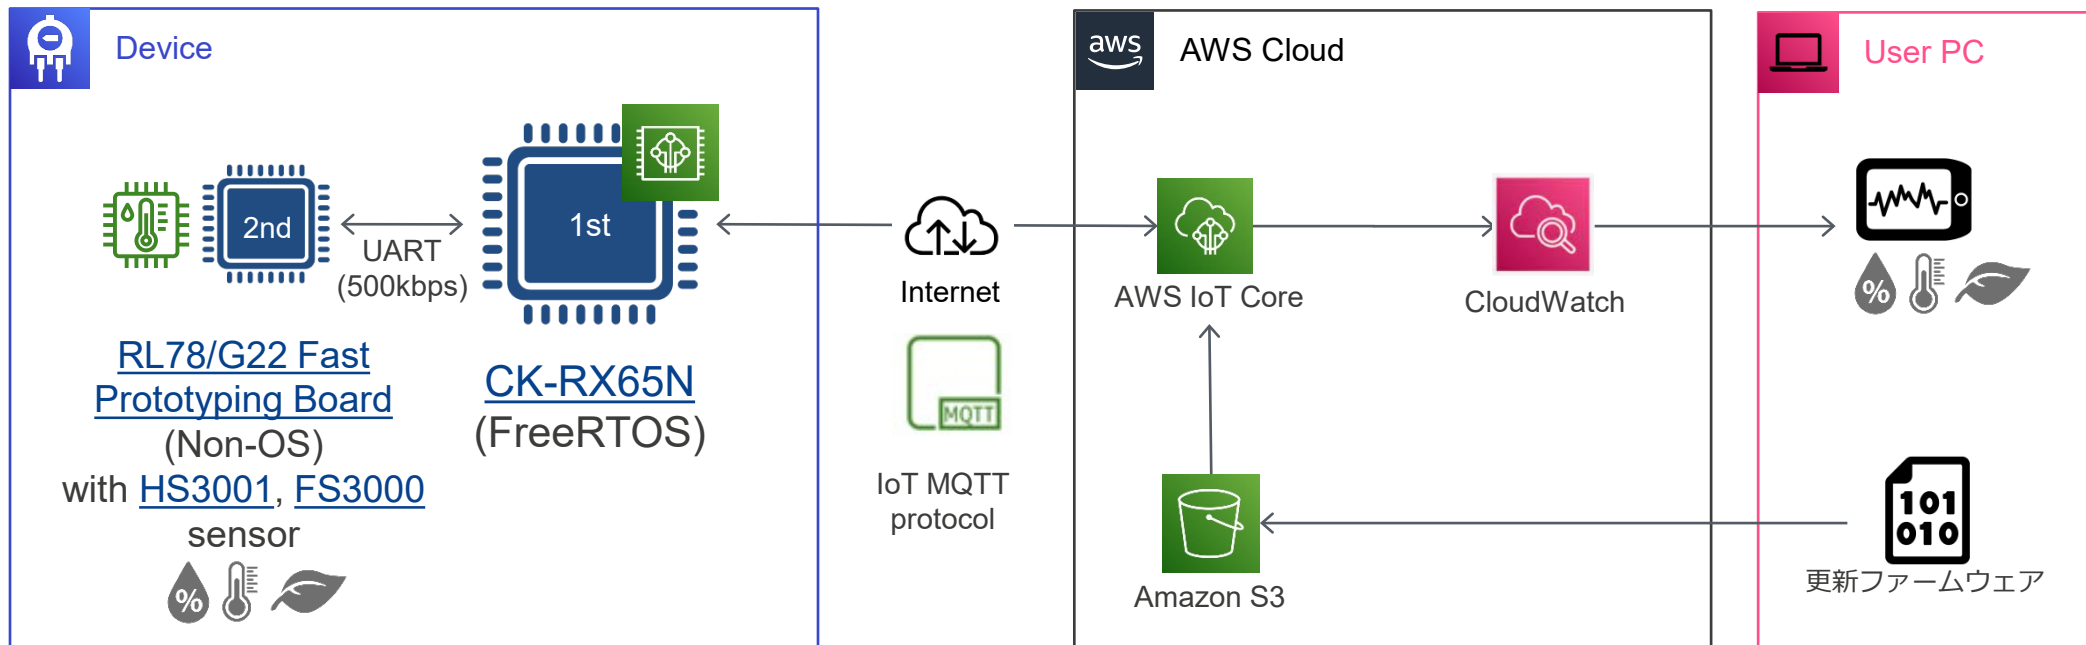 Device
2nd
UART
(500kbps)
1st
RL78/G22 Fast
Prototyping Board
(Non-OS)
with HS3001, FS3000
sensor
%
CK-RX65N
(FreeRTOS)
Internet
MQTT
IoT MQTT
protocol
aws
AWS Cloud
AWS IoT Core
CloudWatch
Amazon S3
User PC
%
101
010
更新ファームウェア